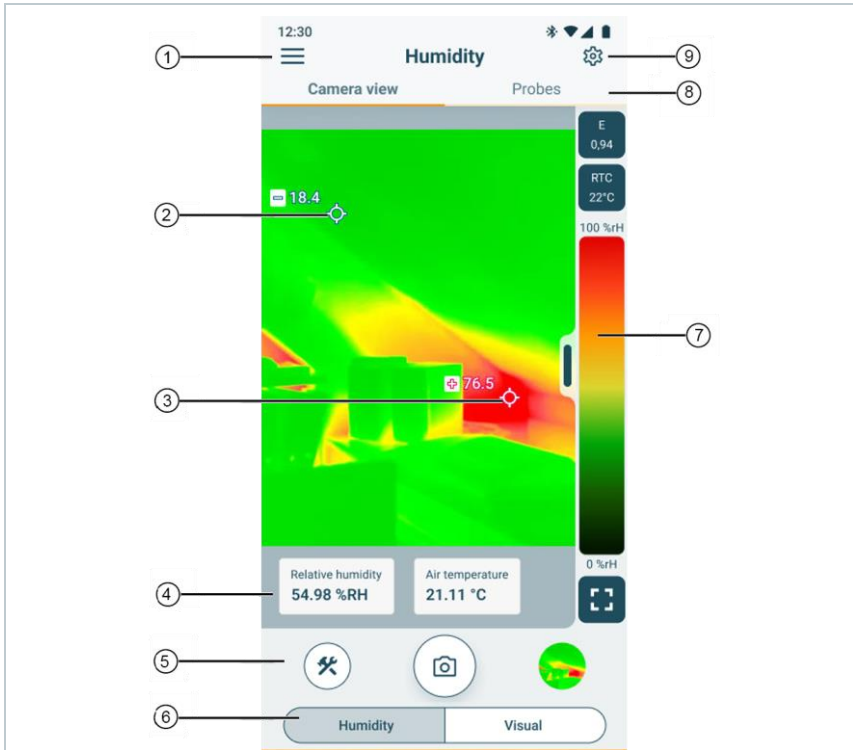 12:30
1
Humidity
9
Camera view
Probes
8
E
0,94
RTC
22°C
18.4
2
100 %rH
7
76.5
3
0 %rH
Relative humidity
54.98 %RH
Air temperature
21.11 °C
4
5
6
Humidity
Visual